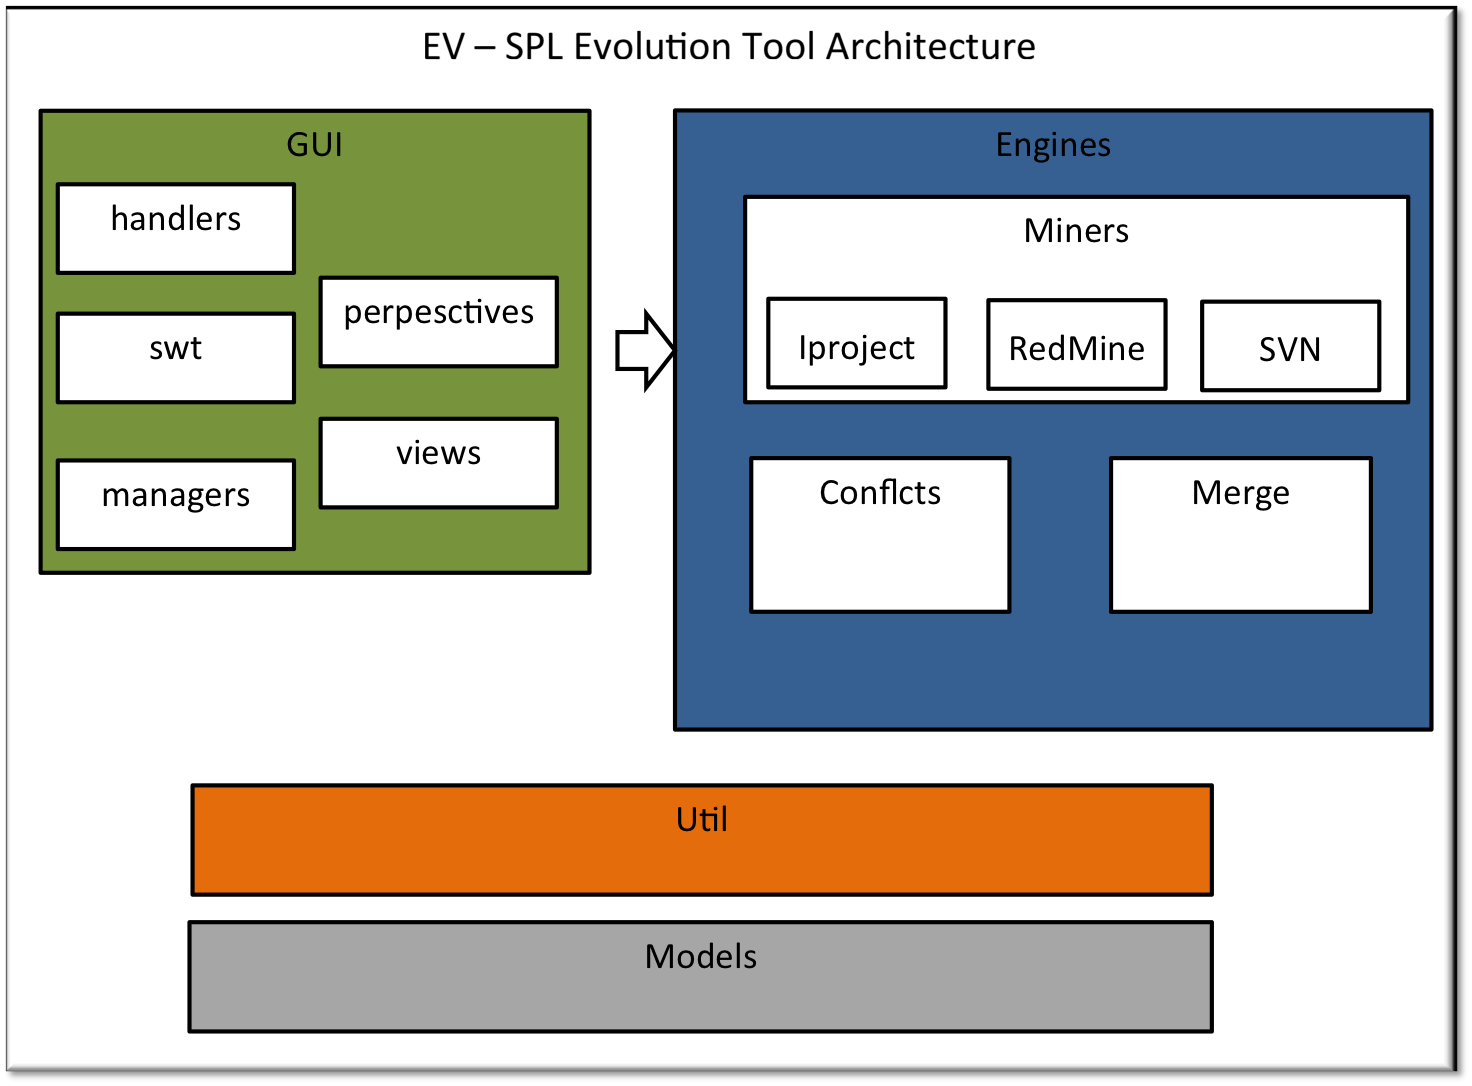 EV – SPL Evolution Tool Architecture
GUI
handlers
swt
managers
perpesctives
views
Engines
Miners
Iproject
RedMine
SVN
Conflcts
Merge
Util
Models